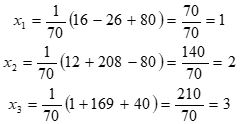 x₁ = 1/70 (16 − 26 + 80) = 70/70 = 1
x₂ = 1/70 (12 + 208 − 80) = 140/70 = 2
x₃ = 1/70 (1 + 169 + 40) = 210/70 = 3